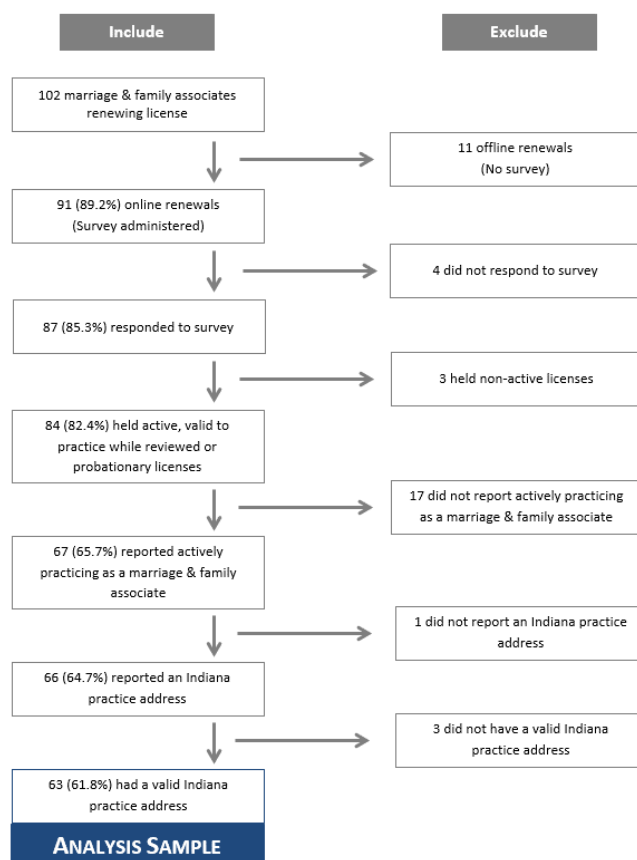 Include
Exclude
102 marriage & family associates
renewing license
11 offline renewals
(No survey)
91 (89.2%) online renewals
(Survey administered)
4 did not respond to survey
87 (85.3%) responded to survey
3 held non-active licenses
84 (82.4%) held active, valid to
practice while reviewed or
probationary licenses
17 did not report actively practicing
as a marriage & family associate
67 (65.7%) reported actively
practicing as a marriage & family
associate
1 did not report an Indiana practice
address
66 (64.7%) reported an Indiana
practice address
3 did not have a valid Indiana
practice address
63 (61.8%) had a valid Indiana
practice address
ANALYSIS SAMPLE